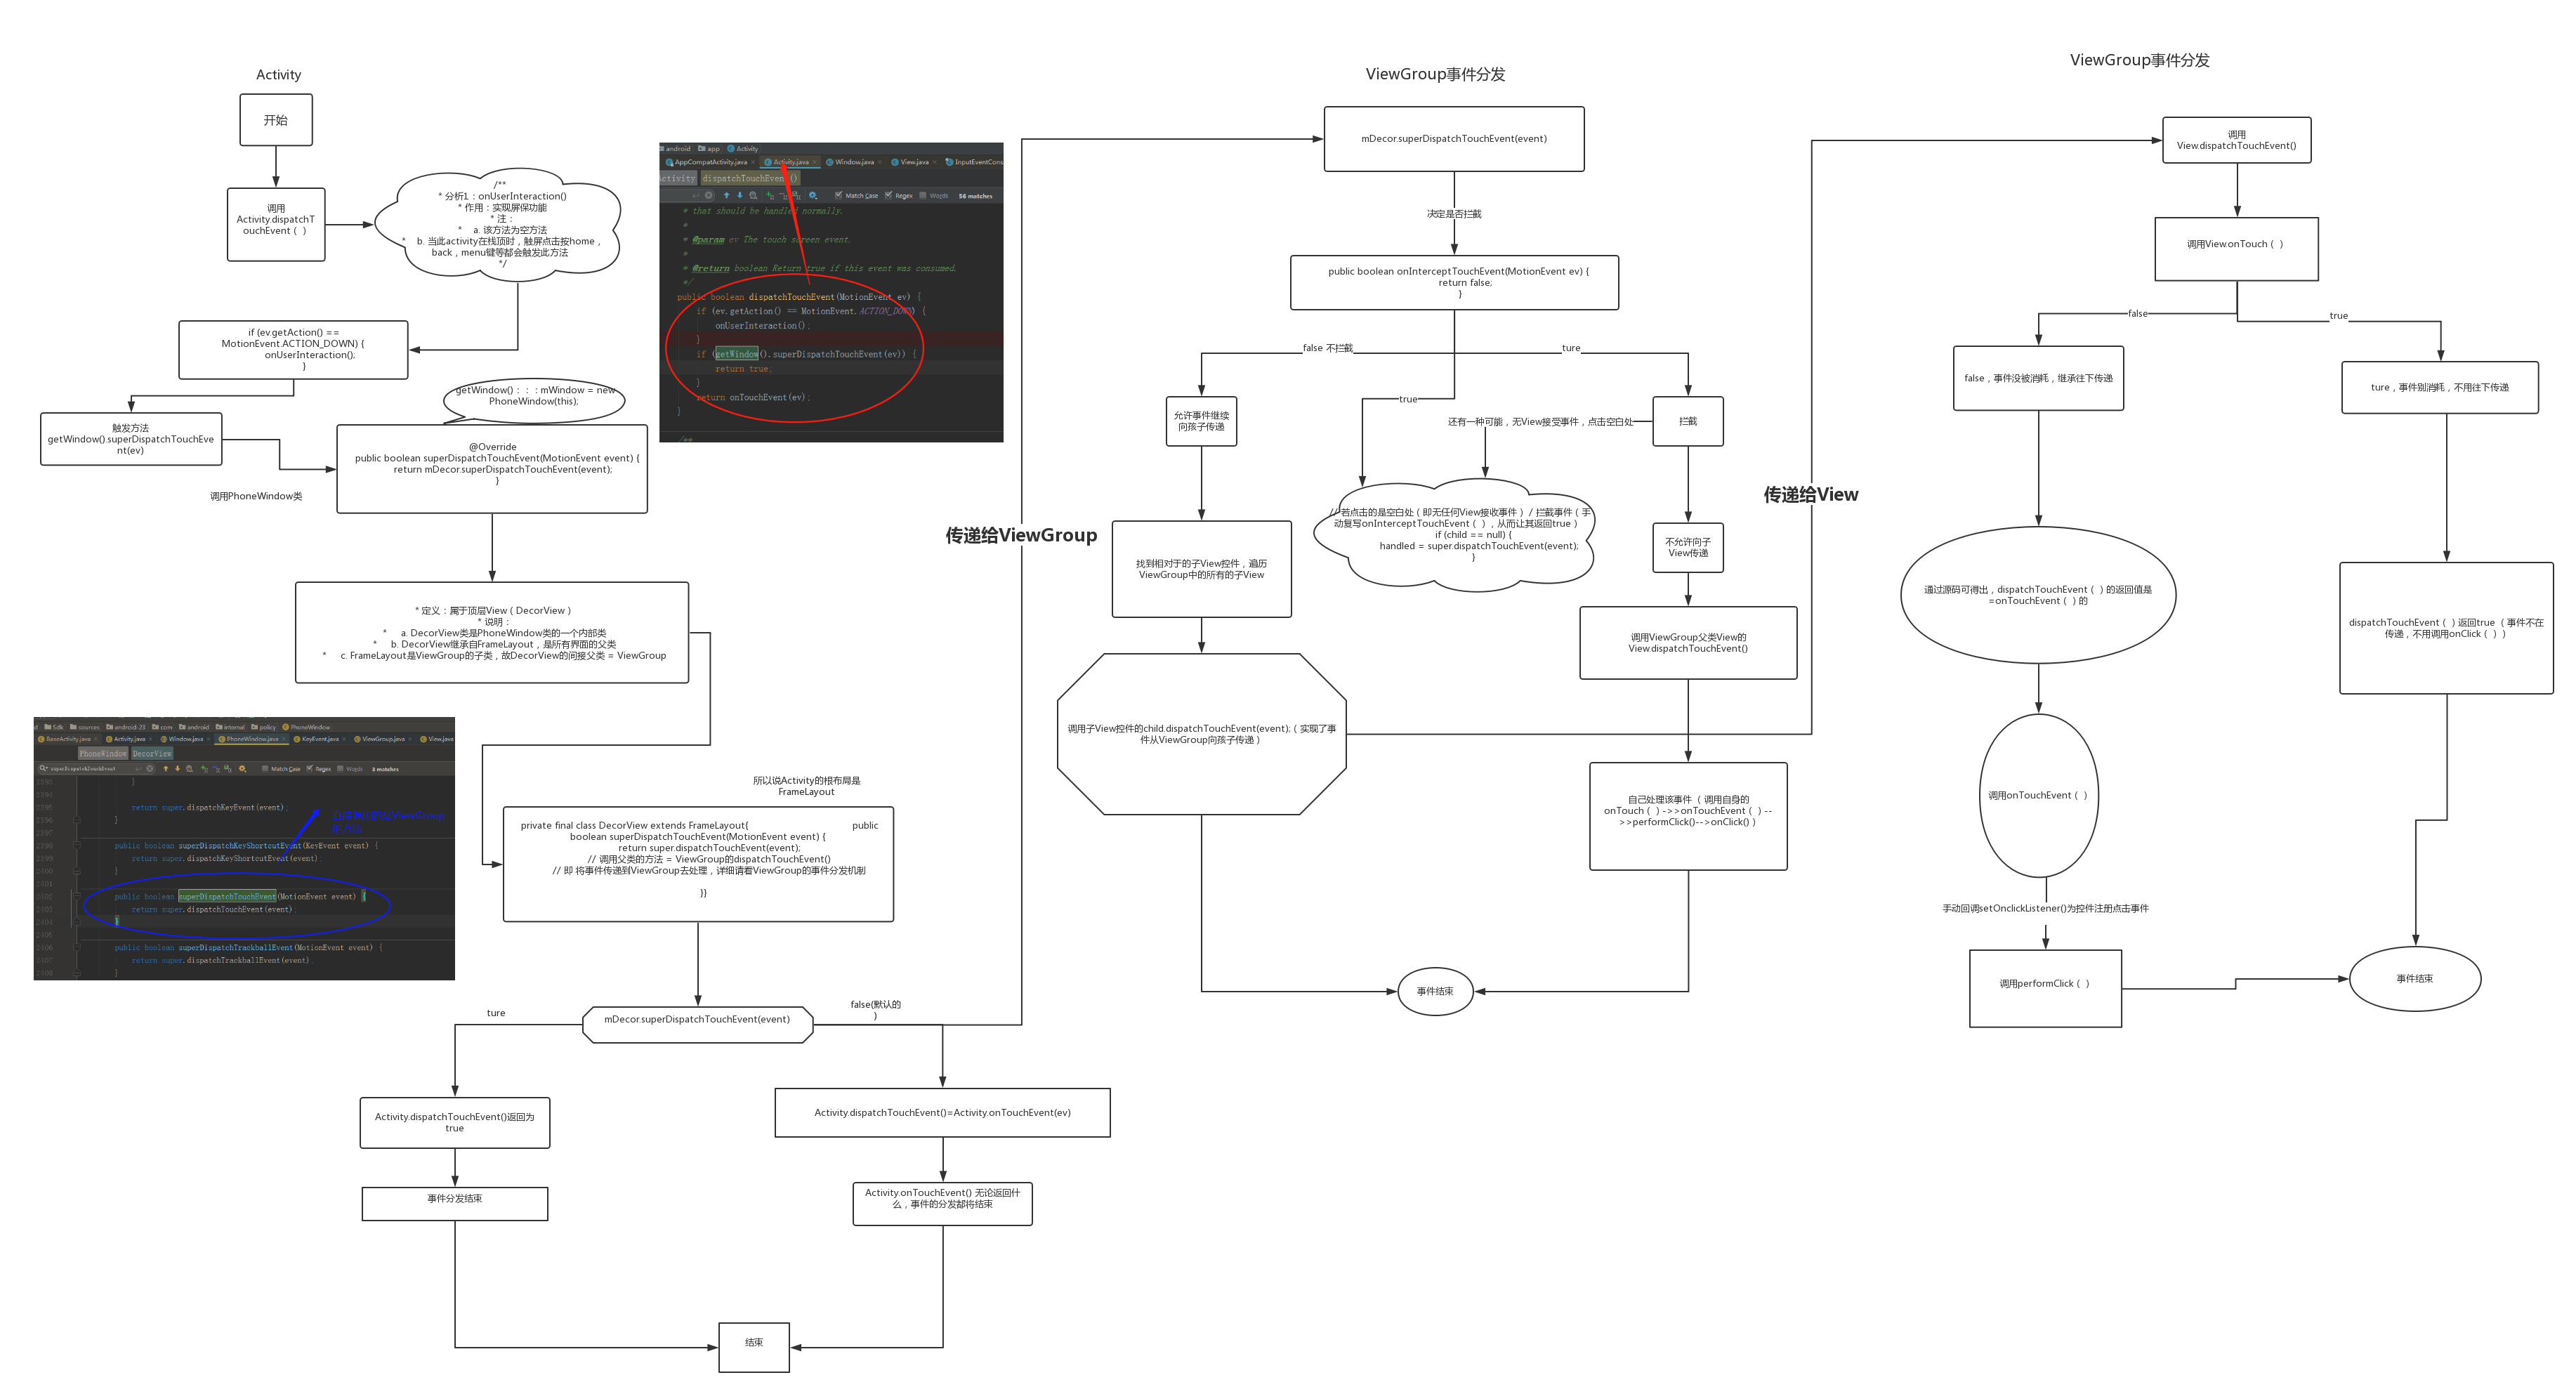 Activity
开始
调用
Activity.dispatchT
ouchEvent（ ）
/**
* 分析1：onUserInteraction()
* 作用：实现屏保功能
* 注：
* a. 该方法为空方法
* b. 当此activity在栈顶时，触屏点击按home，
back，menu键等都会触发此方法
*/
if (ev.getAction() ==
MotionEvent.ACTION_DOWN) {
onUserInteraction();
}
触发方法
getWindow().superDispatchTouchEve
nt(ev)
调用PhoneWindow类
getWindow()：：：mWindow = new
PhoneWindow(this);
@Override
public boolean superDispatchTouchEvent(MotionEvent event) {
return mDecor.superDispatchTouchEvent(event);
}
* 定义：属于顶层View（DecorView）
* 说明：
* a. DecorView类是PhoneWindow类的一个内部类
* b. DecorView继承自FrameLayout，是所有界面的父类
* c. FrameLayout是ViewGroup的子类，故DecorView的间接父类 = ViewGroup
android app Activity
AppCompatActivity.java Activity.java Window.java View.java InputEventCons
Activity dispatchTouchEvent()
Match Case Regex Words 56 matches
* that should be handled normally.
*
* @param ev The touch screen event.
*
* @return boolean Return true if this event was consumed.
*/
public boolean dispatchTouchEvent(MotionEvent ev) {
if (ev.getAction() == MotionEvent.ACTION_DOWN) {
onUserInteraction();
}
if (getWindow().superDispatchTouchEvent(ev)) {
return true;
}
return onTouchEvent(ev);
}
/**
d Sdk sources android-23 com android internal policy PhoneWindow
BaseActivity.java Activity.java Window.java PhoneWindow.java KeyEvent.java ViewGroup.java View.java
PhoneWindow DecorView
superDispatchTouchEvent Match Case Regex Words 3 matches
2393 }
2394
2395 return super.dispatchKeyEvent(event);
2396 }
2397
2398 public boolean superDispatchKeyShortcutEvent(KeyEvent event) {
2399 return super.dispatchKeyShortcutEvent(event);
2400 }
2401
2402 public boolean superDispatchTouchEvent(MotionEvent event) {
2403 return super.dispatchTouchEvent(event);
2404 }
2405
2406 public boolean superDispatchTrackballEvent(MotionEvent event) {
2407 return super.dispatchTrackballEvent(event);
2408 }
所以说Activity的根布局是
FrameLayout
private final class DecorView extends FrameLayout{ public
boolean superDispatchTouchEvent(MotionEvent event) {
return super.dispatchTouchEvent(event);
// 调用父类的方法 = ViewGroup的dispatchTouchEvent()
// 即 将事件传递到ViewGroup去处理，详细请看ViewGroup的事件分发机制
}}
ture
mDecor.superDispatchTouchEvent(event)
false(默认的
)
Activity.dispatchTouchEvent()返回为
true
事件分发结束
Activity.dispatchTouchEvent()=Activity.onTouchEvent(ev)
Activity.onTouchEvent() 无论返回什
么，事件的分发都将结束
结束
传递给ViewGroup
ViewGroup事件分发
mDecor.superDispatchTouchEvent(event)
决定是否拦截
public boolean onInterceptTouchEvent(MotionEvent ev) {
return false;
}
false 不拦截
ture
true
允许事件继续
向孩子传递
还有一种可能，无View接受事件，点击空白处
拦截
// 若点击的是空白处（即无任何View接收事件） / 拦截事件（手
动复写onInterceptTouchEvent（ ），从而让其返回true）
if (child == null) {
handled = super.dispatchTouchEvent(event);
}
不允许向子
View传递
找到相对于的子View控件，遍历
ViewGroup中的所有的子View
调用ViewGroup父类View的
View.dispatchTouchEvent()
调用子View控件的child.dispatchTouchEvent(event);（实现了事
件从ViewGroup向孩子传递）
自己处理该事件 （调用自身的
onTouch（ ）->>onTouchEvent（ ）--
>>performClick()-->onClick()）
事件结束
传递给View
ViewGroup事件分发
调用
View.dispatchTouchEvent()
调用View.onTouch（ ）
false
true
false，事件没被消耗，继承往下传递
ture，事件别消耗，不用往下传递
通过源码可得出，dispatchTouchEvent（ ）的返回值是
=onTouchEvent（ ）的
dispatchTouchEvent（ ）返回true （事件不在
传递，不用调用onClick（ ））
调用onTouchEvent（ ）
手动回调setOnclickListener()为控件注册点击事件
调用performClick（ ）
事件结束